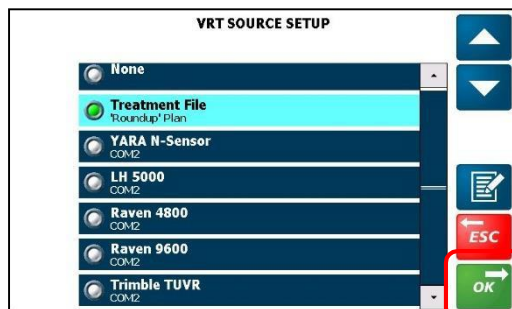 VRT SOURCE SETUP
None
Treatment File
'Roundup' Plan
YARA N-Sensor
COM2
LH 5000
COM2
Raven 4800
COM2
Raven 9600
COM2
Trimble TUVR
COM2
ESC
OK